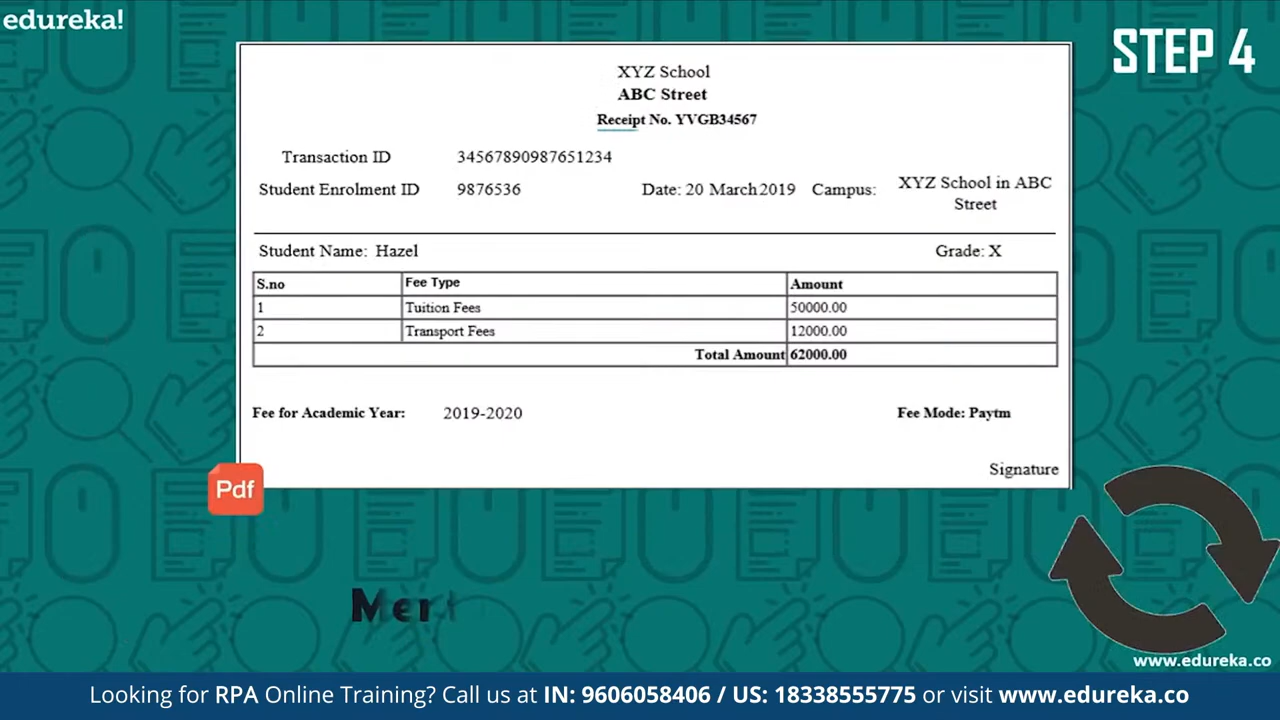 edureka!
STEP 4
XYZ School
ABC Street
Receipt No. YVGB34567
Transaction ID 34567890987651234
Student Enrolment ID 9876536 Date: 20 March2019 Campus: XYZ School in ABC
Street
Student Name: Hazel Grade: X
S.no Fee Type Amount
1 Tuition Fees 50000.00
2 Transport Fees 12000.00
Total Amount 62000.00
Fee for Academic Year: 2019-2020 Fee Mode: Paytm
Signature
Pdf
www.edureka.co
Looking for RPA Online Training? Call us at IN: 9606058406 / US: 18338555775 or visit www.edureka.co